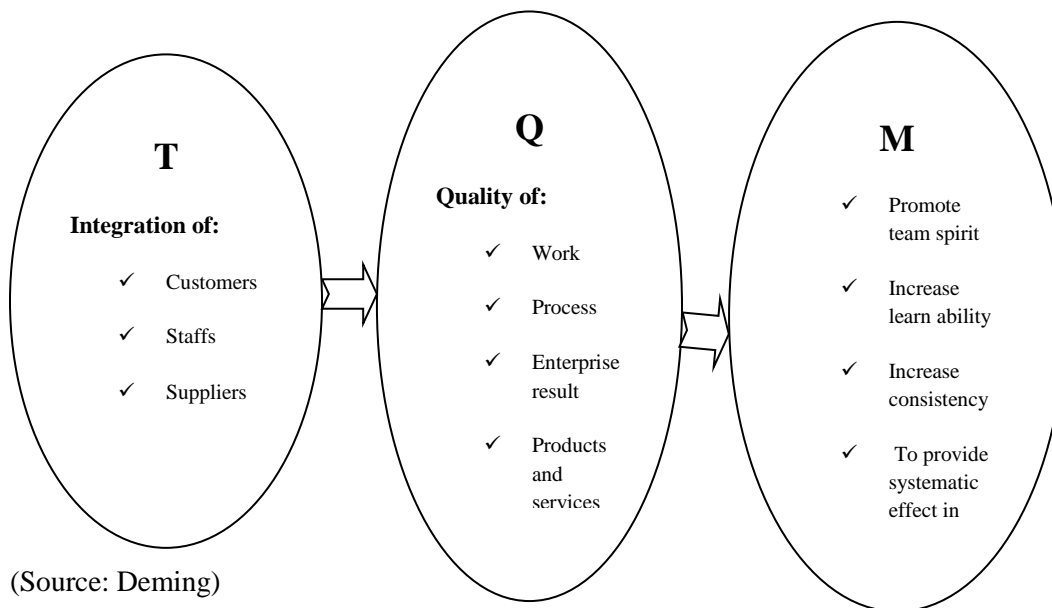 T
Integration of:
✓ Customers
✓ Staffs
✓ Suppliers
Q
Quality of:
✓ Work
✓ Process
✓ Enterprise
result
✓ Products
and
services
M
✓ Promote
team spirit
✓ Increase
learn ability
✓ Increase
consistency
✓ To provide
systematic
effect in
(Source: Deming)